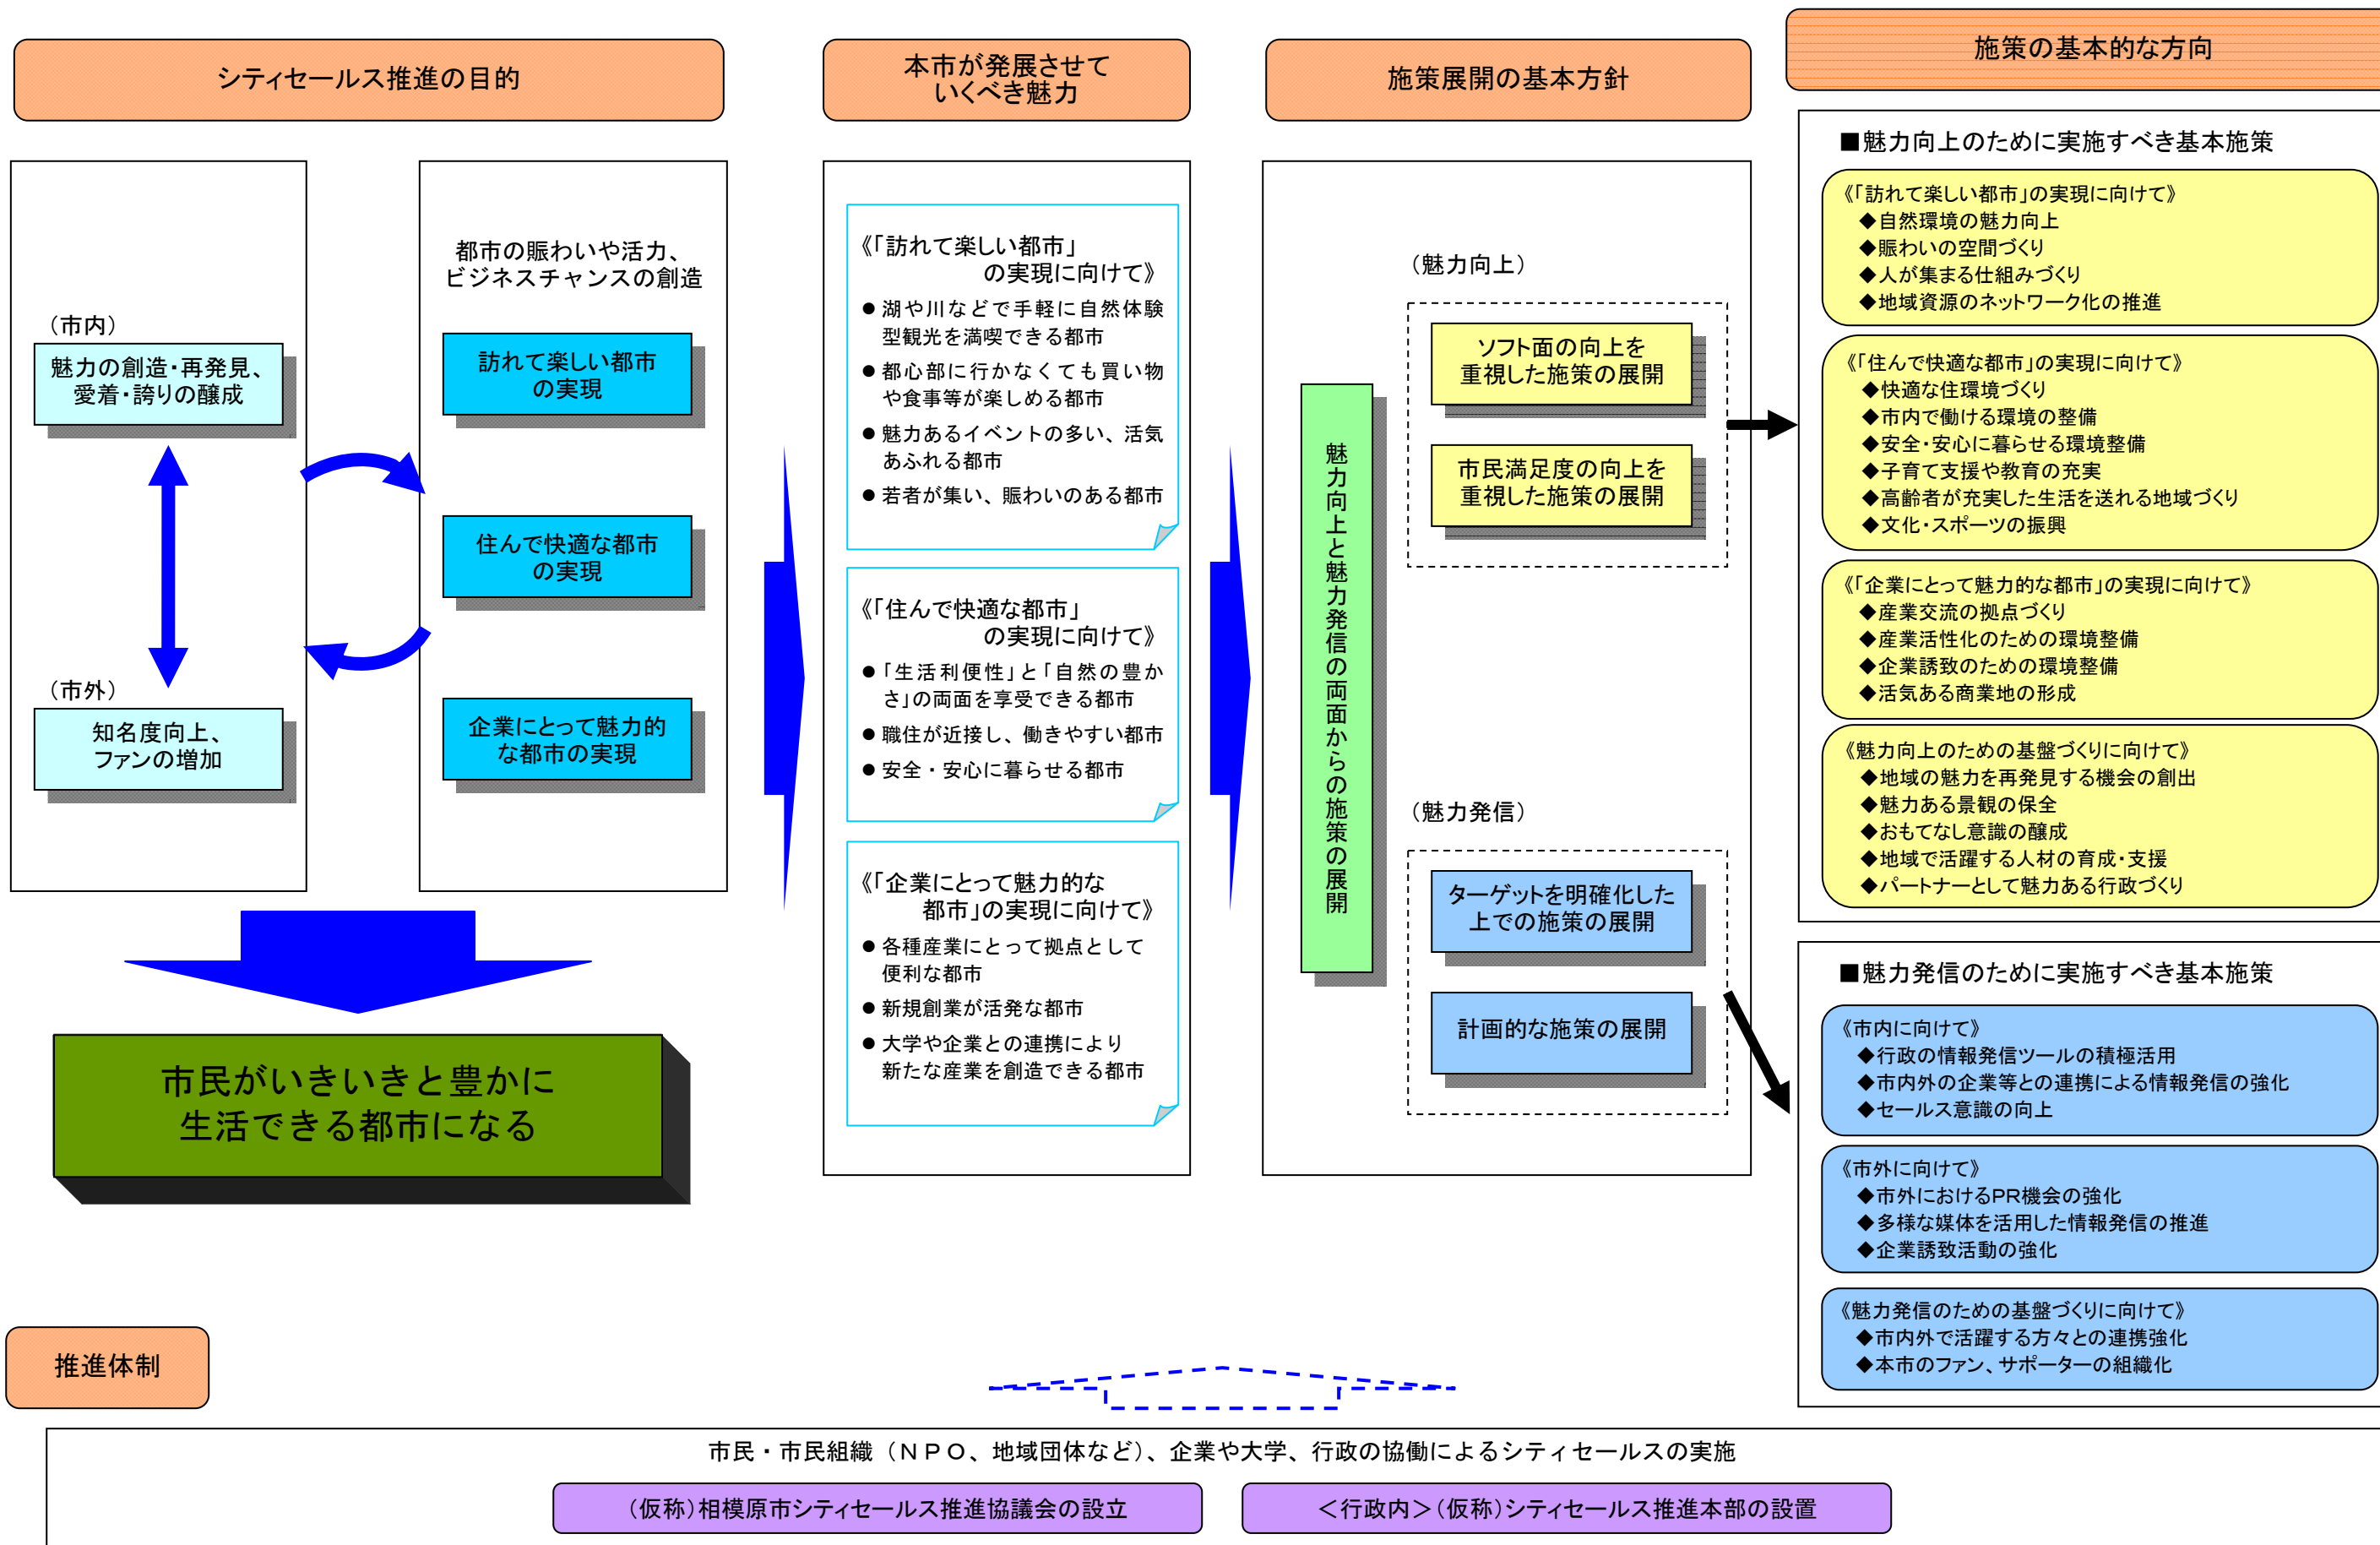 シティセールス推進の目的
(市内)
魅力の創造・再発見、
愛着・誇りの醸成
(市外)
知名度向上、
ファンの増加
都市の賑わいや活力、
ビジネスチャンスの創造
訪れて楽しい都市
の実現
住んで快適な都市
の実現
企業にとって魅力的
な都市の実現
市民がいきいきと豊かに
生活できる都市になる
本市が発展させて
いくべき魅力
《「訪れて楽しい都市」
の実現に向けて》
●湖や川などで手軽に自然体験
型観光を満喫できる都市
●都心部に行かなくても買い物
や食事等が楽しめる都市
●魅力あるイベントの多い、活気
あふれる都市
●若者が集い、賑わいのある都市
《「住んで快適な都市」
の実現に向けて》
●「生活利便性」と「自然の豊か
さ」の両面を享受できる都市
●職住が近接し、働きやすい都市
●安全・安心に暮らせる都市
《「企業にとって魅力的な
都市」の実現に向けて》
●各種産業にとって拠点として
便利な都市
●新規創業が活発な都市
●大学や企業との連携により
新たな産業を創造できる都市
施策展開の基本方針
魅力向上と魅力発信の両面からの施策の展開
(魅力向上)
ソフト面の向上を
重視した施策の展開
市民満足度の向上を
重視した施策の展開
(魅力発信)
ターゲットを明確化した
上での施策の展開
計画的な施策の展開
施策の基本的な方向
■魅力向上のために実施すべき基本施策
《「訪れて楽しい都市」の実現に向けて》
◆自然環境の魅力向上
◆賑わいの空間づくり
◆人が集まる仕組みづくり
◆地域資源のネットワーク化の推進
《「住んで快適な都市」の実現に向けて》
◆快適な住環境づくり
◆市内で働ける環境の整備
◆安全・安心に暮らせる環境整備
◆子育て支援や教育の充実
◆高齢者が充実した生活を送れる地域づくり
◆文化・スポーツの振興
《「企業にとって魅力的な都市」の実現に向けて》
◆産業交流の拠点づくり
◆産業活性化のための環境整備
◆企業誘致のための環境整備
◆活気ある商業地の形成
《魅力向上のための基盤づくりに向けて》
◆地域の魅力を再発見する機会の創出
◆魅力ある景観の保全
◆おもてなし意識の醸成
◆地域で活躍する人材の育成・支援
◆パートナーとして魅力ある行政づくり
■魅力発信のために実施すべき基本施策
《市内に向けて》
◆行政の情報発信ツールの積極活用
◆市内外の企業等との連携による情報発信の強化
◆セールス意識の向上
《市外に向けて》
◆市外におけるPR機会の強化
◆多様な媒体を活用した情報発信の推進
◆企業誘致活動の強化
《魅力発信のための基盤づくりに向けて》
◆市内外で活躍する方々との連携強化
◆本市のファン、サポーターの組織化
推進体制
市民・市民組織(NPO、地域団体など)、企業や大学、行政の協働によるシティセールスの実施
(仮称)相模原市シティセールス推進協議会の設立
<行政内>(仮称)シティセールス推進本部の設置